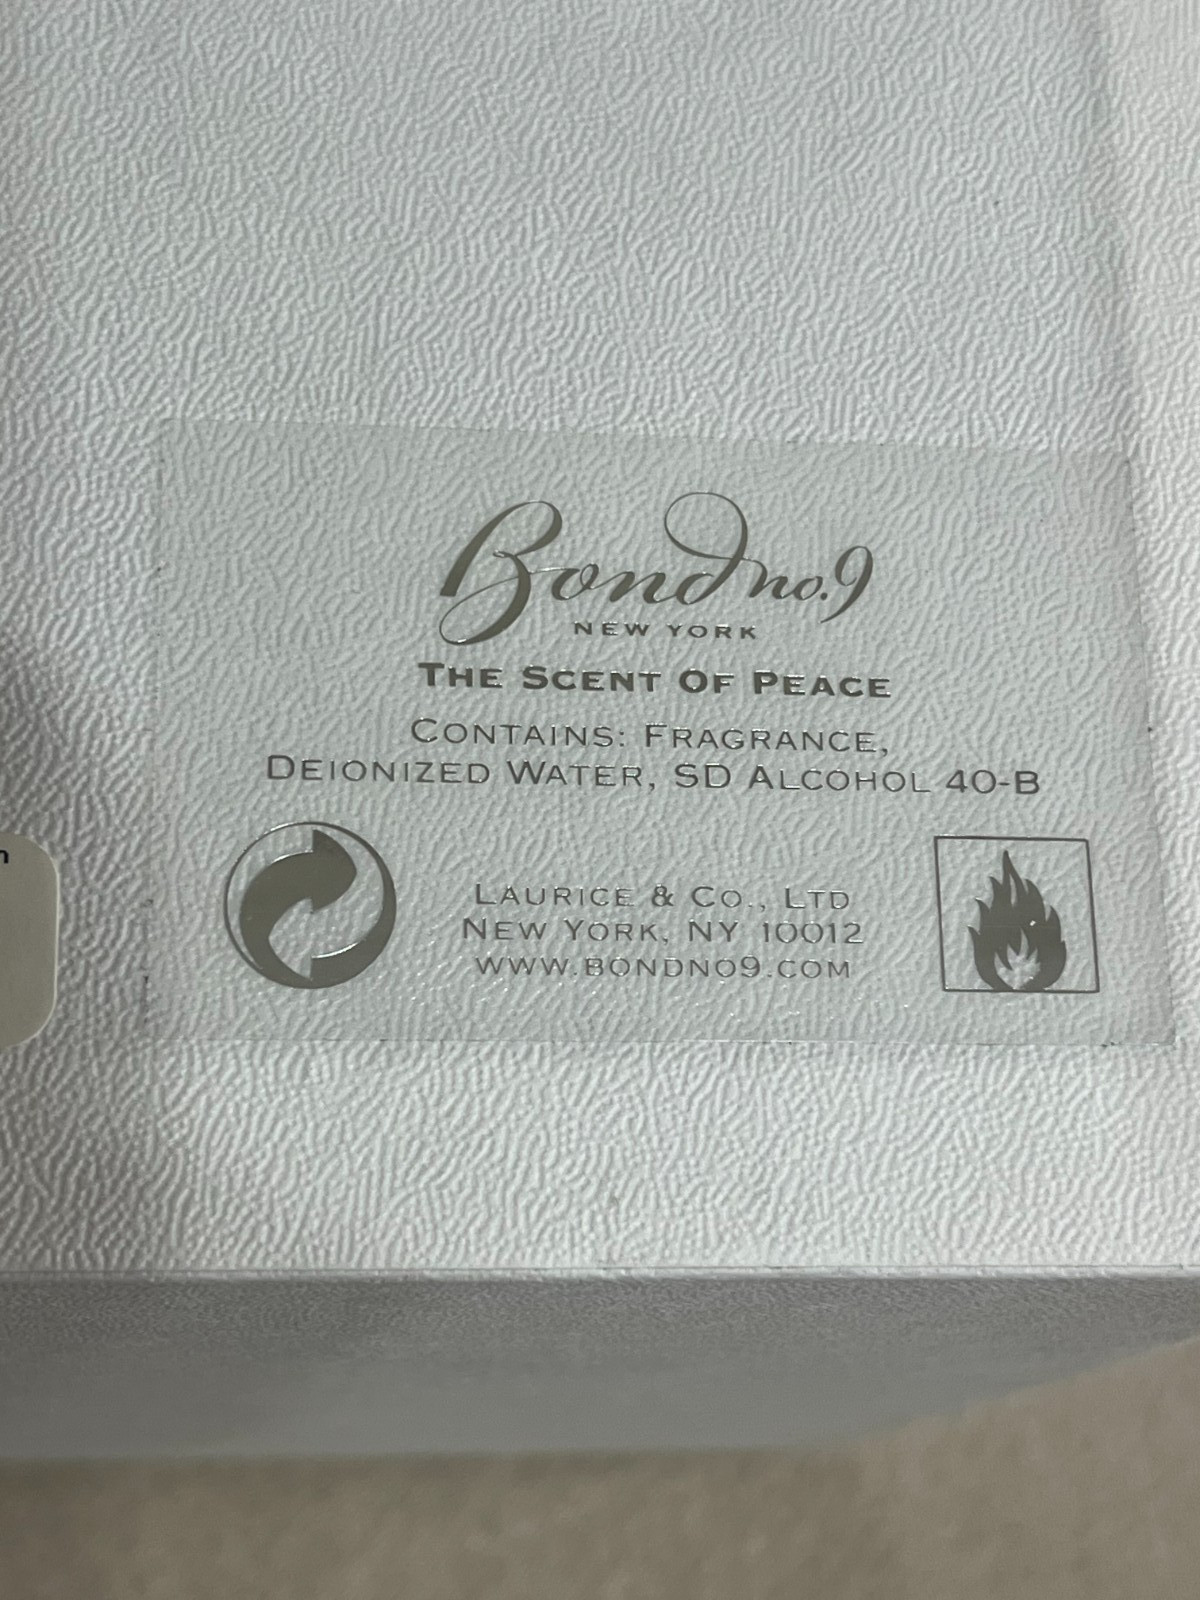 Bond no.9
NEW YORK
THE SCENT OF PEACE
CONTAINS: FRAGRANCE,
DEIONIZED WATER, SD ALCOHOL 40-B
LAURICE & CO., LTD
NEW YORK, NY 10012
WWW.BONDNO9.COM